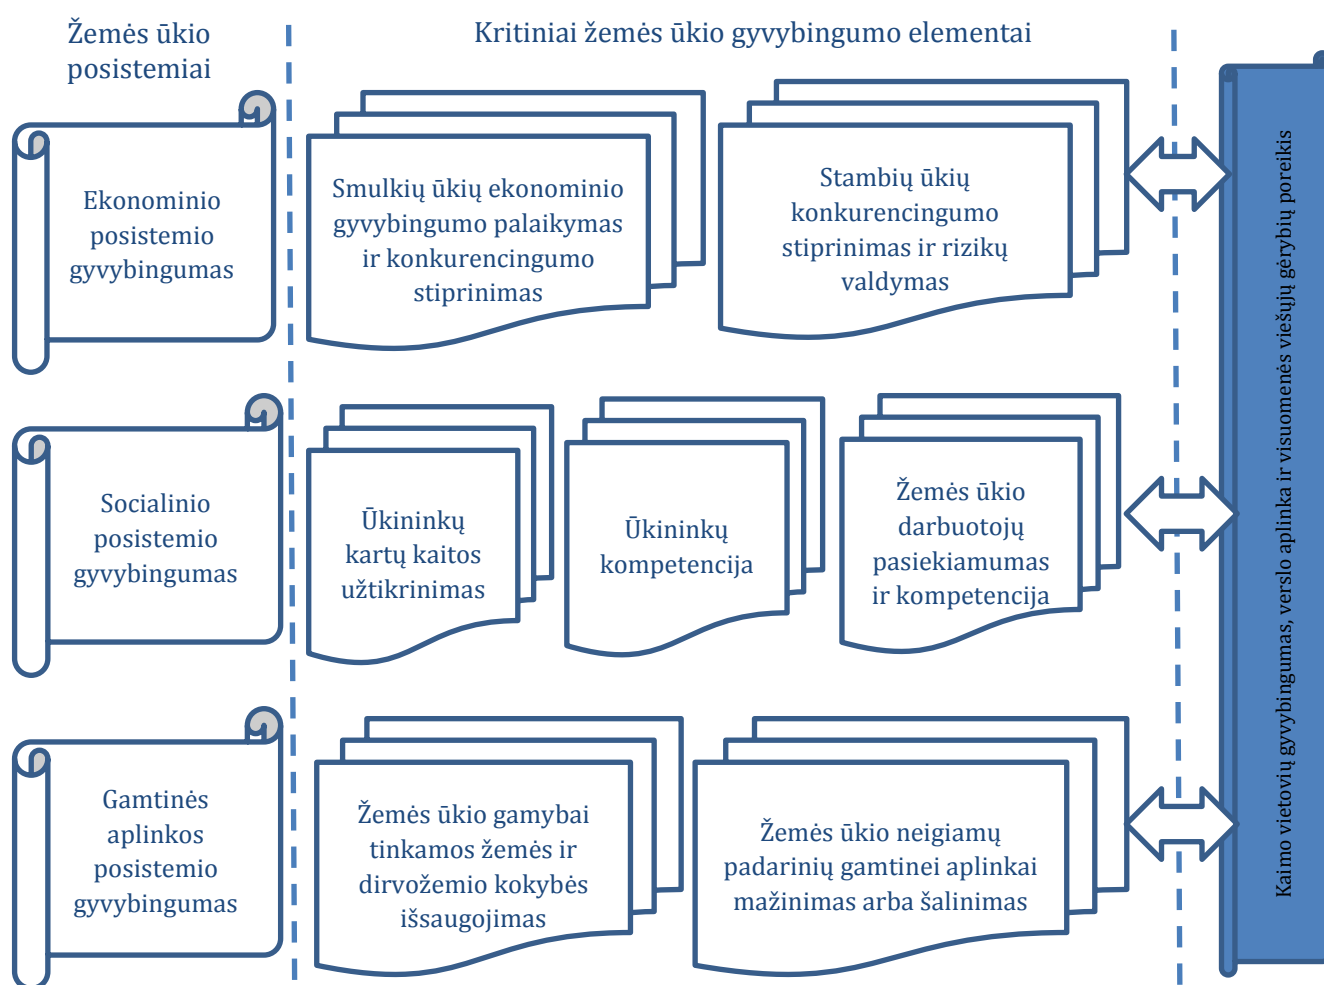 Žemės ūkio
posistemiai
Kritiniai žemės ūkio gyvybingumo elementai
Ekonominio
posistemio
gyvybingumas
Smulkių ūkių ekonominio
gyvybingumo palaikymas
ir konkurencingumo
stiprinimas
Stambių ūkių
konkurencingumo
stiprinimas ir rizikų
valdymas
Socialinio
posistemio
gyvybingumas
Ūkininkų
kartų kaitos
užtikrinimas
Ūkininkų
kompetencija
Žemės ūkio
darbuotojų
pasiekiamumas
ir kompetencija
Gamtinės
aplinkos
posistemio
gyvybingumas
Žemės ūkio gamybai
tinkamos žemės ir
dirvožemio kokybės
išsaugojimas
Žemės ūkio neigiamų
padarinių gamtinei aplinkai
mažinimas arba šalinimas
Kaimo vietovių gyvybingumas, verslo aplinka ir visuomenės viešųjų gėrybių poreikis